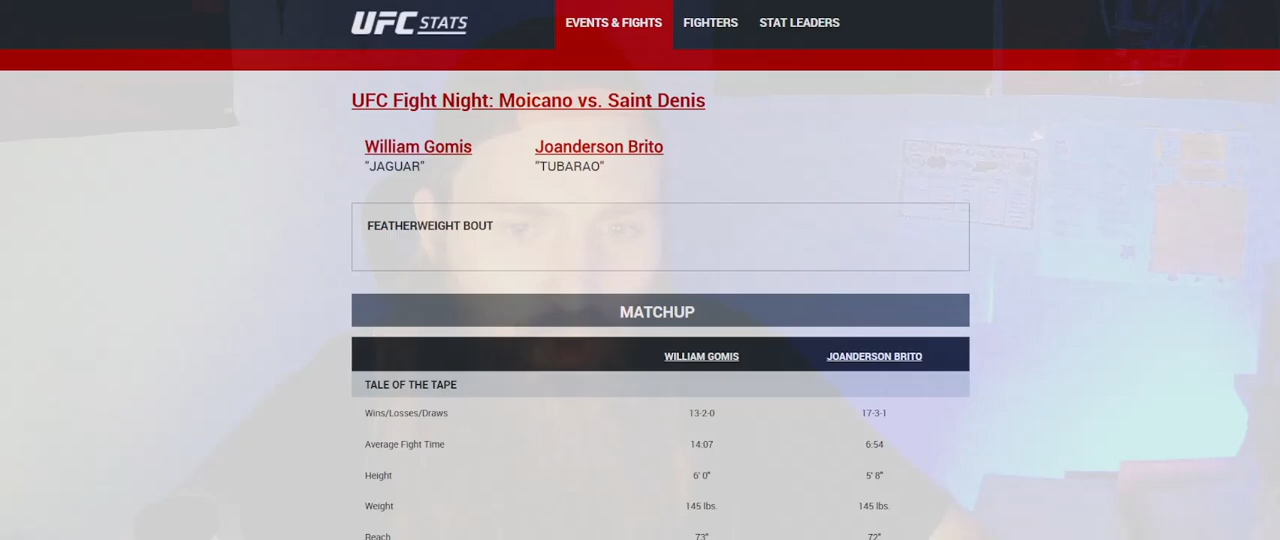 UFC STATS EVENTS & FIGHTS FIGHTERS STAT LEADERS
UFC Fight Night: Moicano vs. Saint Denis
William Gomis Joanderson Brito
"JAGUAR" "TUBARAO"
FEATHERWEIGHT BOUT
MATCHUP
WILLIAM GOMIS JOANDERSON BRITO
TALE OF THE TAPE
Wins/Losses/Draws 13-2-0 17-3-1
Average Fight Time 14:07 6:54
Height 6' 0" 5' 8"
Weight 145 lbs. 145 lbs.
Reach 73" 72"